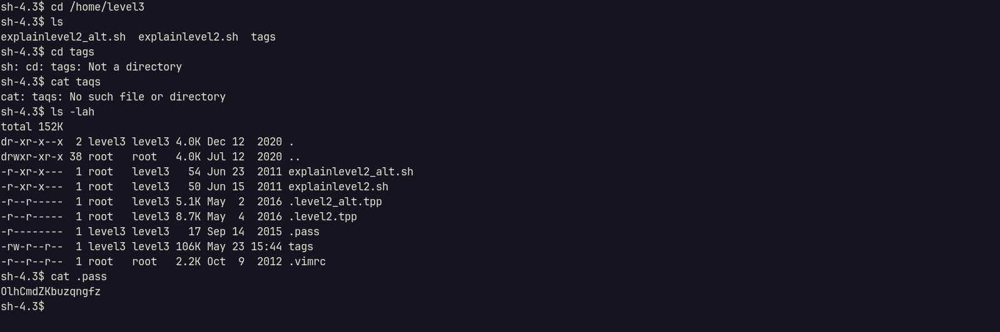 sh-4.3$ cd /home/level3
sh-4.3$ ls
explainlevel2_alt.sh  explainlevel2.sh  tags
sh-4.3$ cd tags
sh: cd: tags: Not a directory
sh-4.3$ cat taqs
cat: taqs: No such file or directory
sh-4.3$ ls -lah
total 152K
dr-xr-x--x  2 level3 level3 4.0K Dec 12  2020 .
drwxr-xr-x 38 root   root   4.0K Jul 12  2020 ..
-r-xr-x---  1 root   level3   54 Jun 23  2011 explainlevel2_alt.sh
-r-xr-x---  1 root   level3   50 Jun 15  2011 explainlevel2.sh
-r--r-----  1 root   level3 5.1K May  2  2016 .level2_alt.tpp
-r--r-----  1 root   level3 8.7K May  4  2016 .level2.tpp
-r--------  1 level3 level3   17 Sep 14  2015 .pass
-rw-r--r--  1 level3 level3 106K May 23 15:44 tags
-r--r--r--  1 root   root   2.2K Oct  9  2012 .vimrc
sh-4.3$ cat .pass
OlhCmdZKbuzqngfz
sh-4.3$